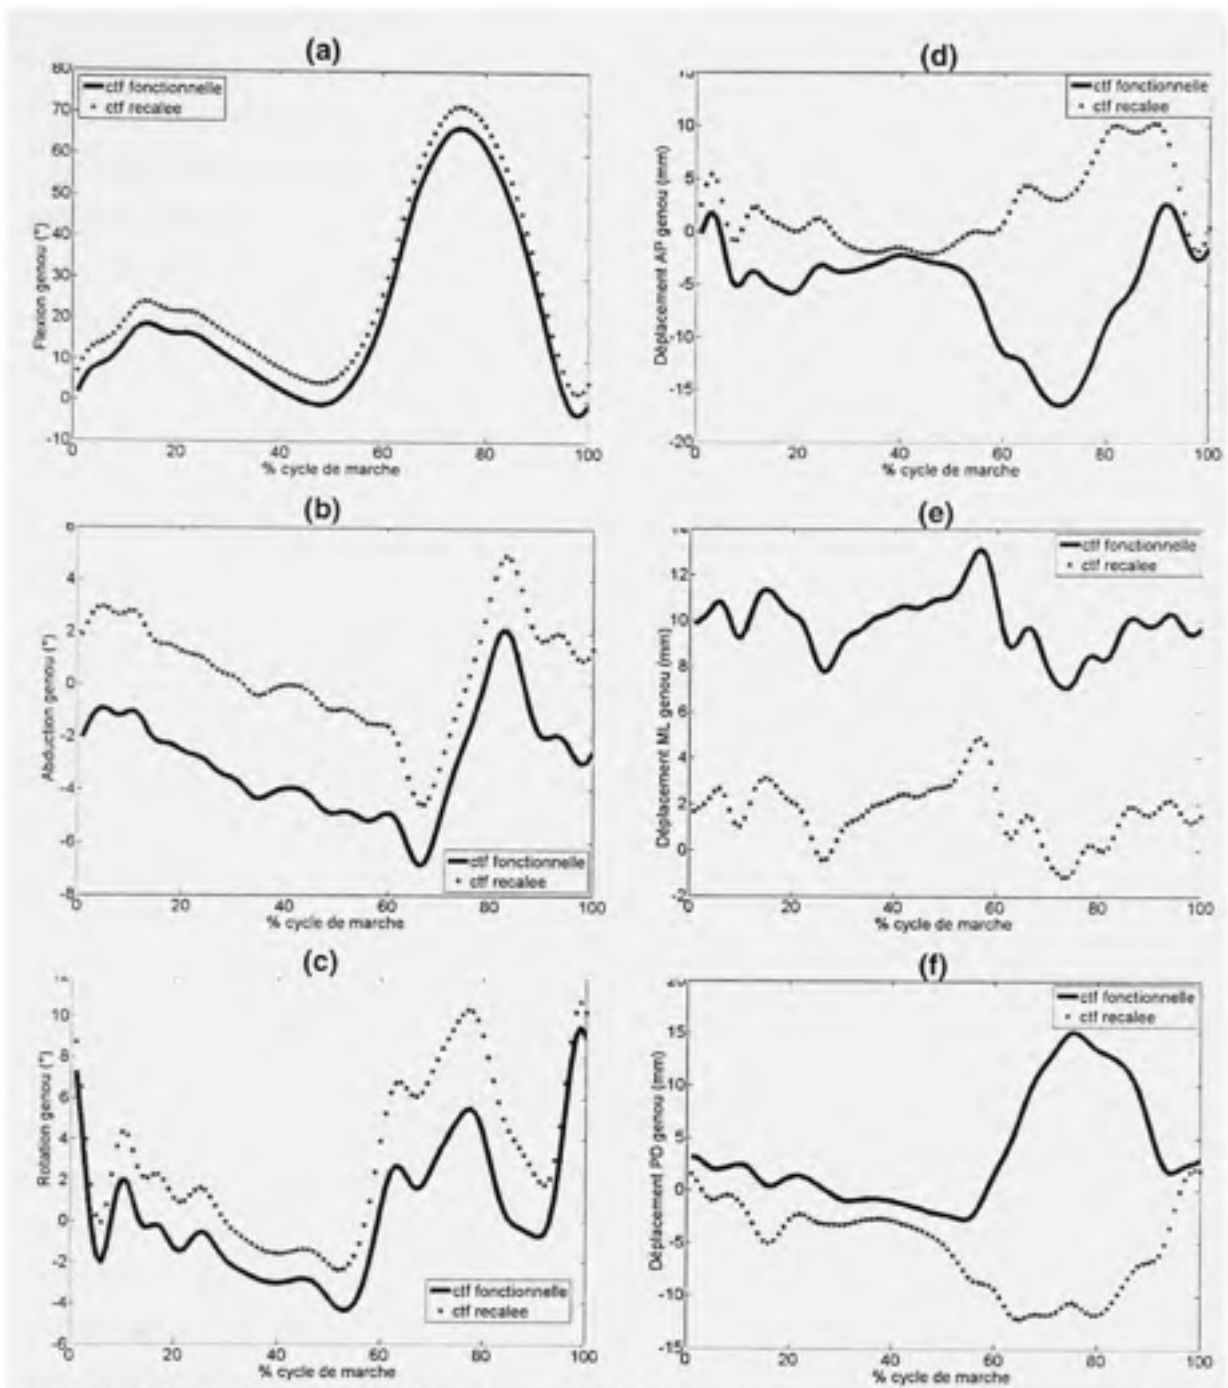 (a)
80
70
60
50
40
30
20
10
0
-10
Flexion genou (°)
ctf fonctionnelle
ctf recalee
0 20 40 60 80 100
% cycle de marche
(b)
6
4
2
0
-2
-4
-6
-8
Abduction genou (°)
ctf fonctionnelle
ctf recalee
0 20 40 60 80 100
% cycle de marche
(c)
12
10
8
6
4
2
0
-2
-4
-6
Rotation genou (°)
ctf fonctionnelle
ctf recalee
0 20 40 60 80 100
% cycle de marche
(d)
15
10
5
0
-5
-10
-15
-20
Déplacement AP genou (mm)
ctf fonctionnelle
ctf recalee
0 20 40 60 80 100
% cycle de marche
(e)
14
12
10
8
6
4
2
0
-2
Déplacement ML genou (mm)
ctf fonctionnelle
ctf recalee
0 20 40 60 80 100
% cycle de marche
(f)
20
15
10
5
0
-5
-10
-15
Déplacement PD genou (mm)
ctf fonctionnelle
ctf recalee
0 20 40 60 80 100
% cycle de marche